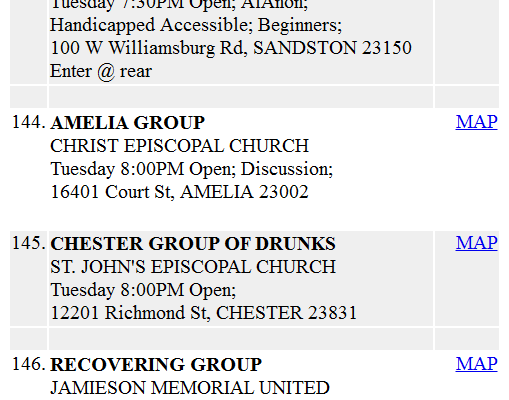 Tuesday 7:30PM Open; AlAnon;
Handicapped Accessible; Beginners;
100 W Williamsburg Rd, SANDSTON 23150
Enter @ rear
144. AMELIA GROUP MAP
CHRIST EPISCOPAL CHURCH
Tuesday 8:00PM Open; Discussion;
16401 Court St, AMELIA 23002
145. CHESTER GROUP OF DRUNKS MAP
ST. JOHN'S EPISCOPAL CHURCH
Tuesday 8:00PM Open;
12201 Richmond St, CHESTER 23831
146. RECOVERING GROUP MAP
JAMIESON MEMORIAL UNITED